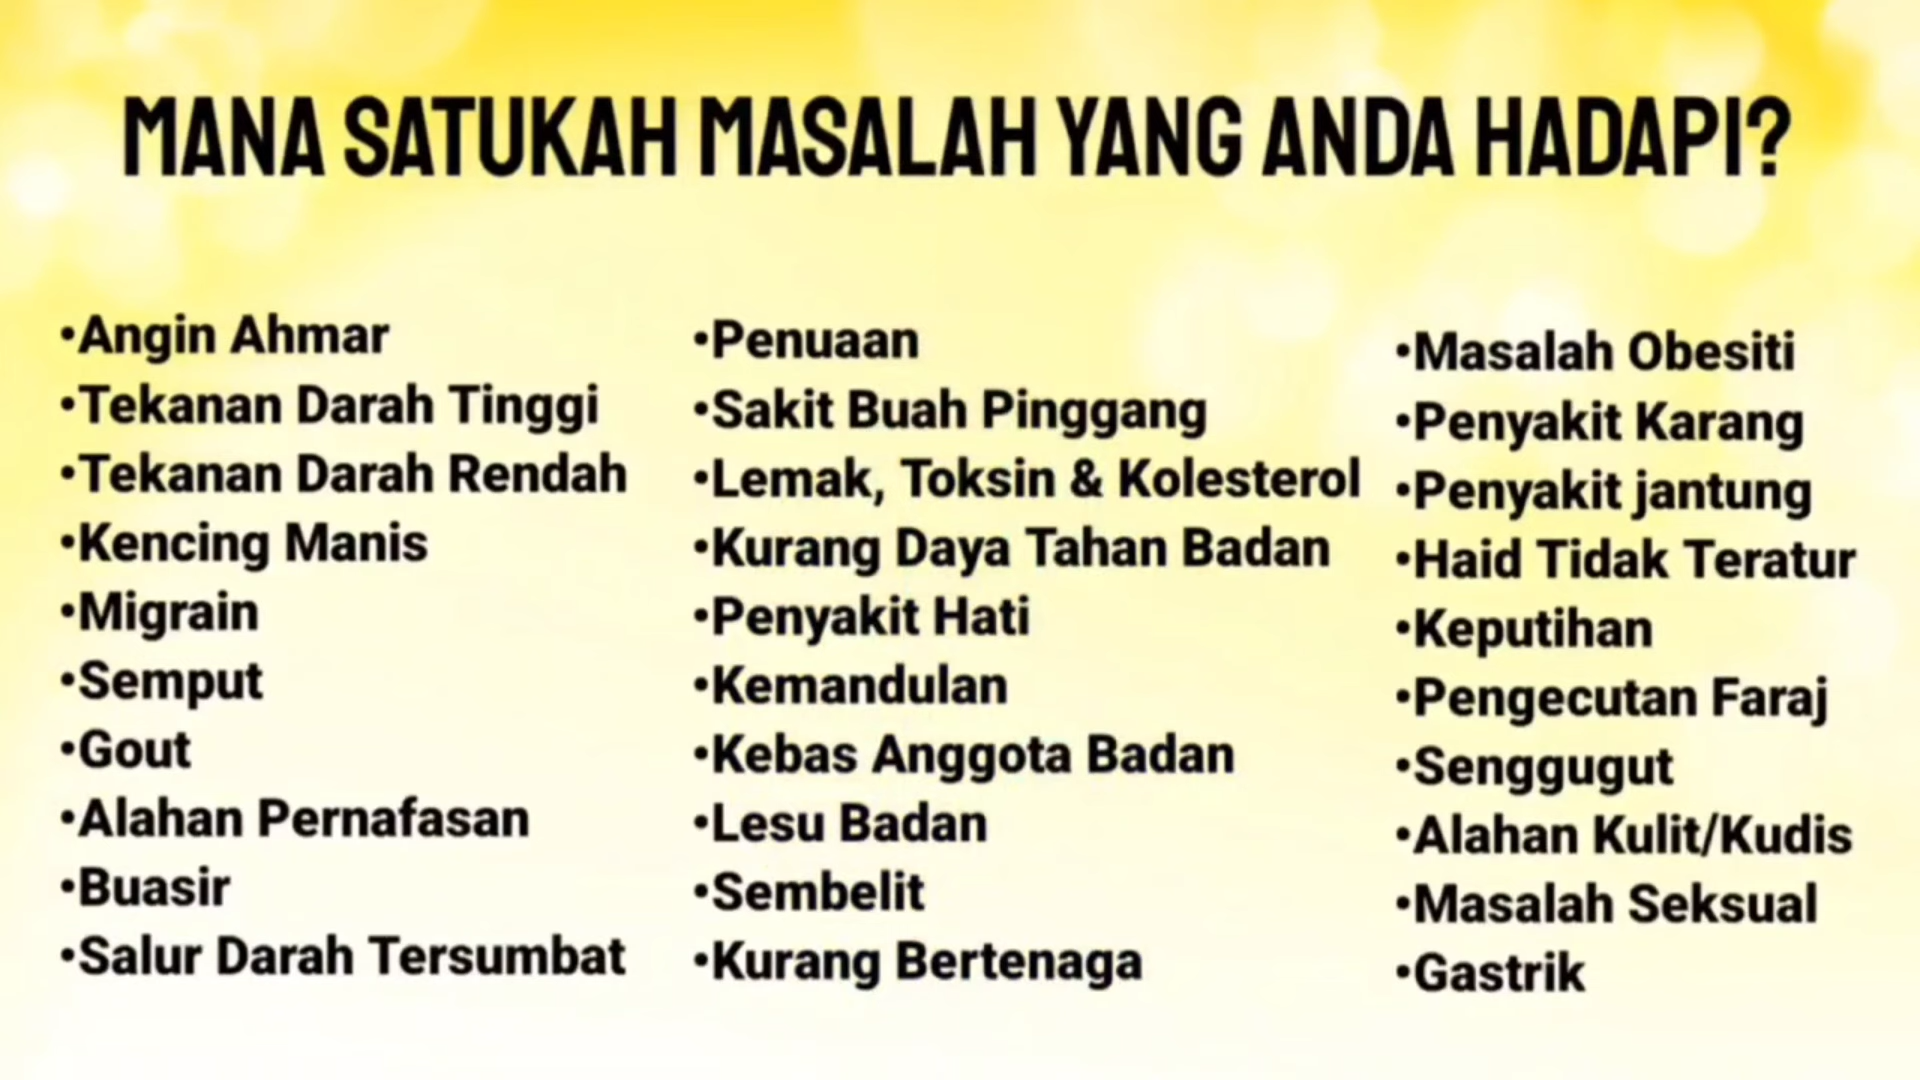 MANA SATUKAH MASALAH YANG ANDA HADAPI?
•Angin Ahmar
•Tekanan Darah Tinggi
•Tekanan Darah Rendah
•Kencing Manis
•Migrain
•Semput
•Gout
•Alahan Pernafasan
•Buasir
•Salur Darah Tersumbat
•Penuaan
•Sakit Buah Pinggang
•Lemak, Toksin & Kolesterol
•Kurang Daya Tahan Badan
•Penyakit Hati
•Kemandulan
•Kebas Anggota Badan
•Lesu Badan
•Sembelit
•Kurang Bertenaga
•Masalah Obesiti
•Penyakit Karang
•Penyakit jantung
•Haid Tidak Teratur
•Keputihan
•Pengecutan Faraj
•Senggugut
•Alahan Kulit/Kudis
•Masalah Seksual
•Gastrik